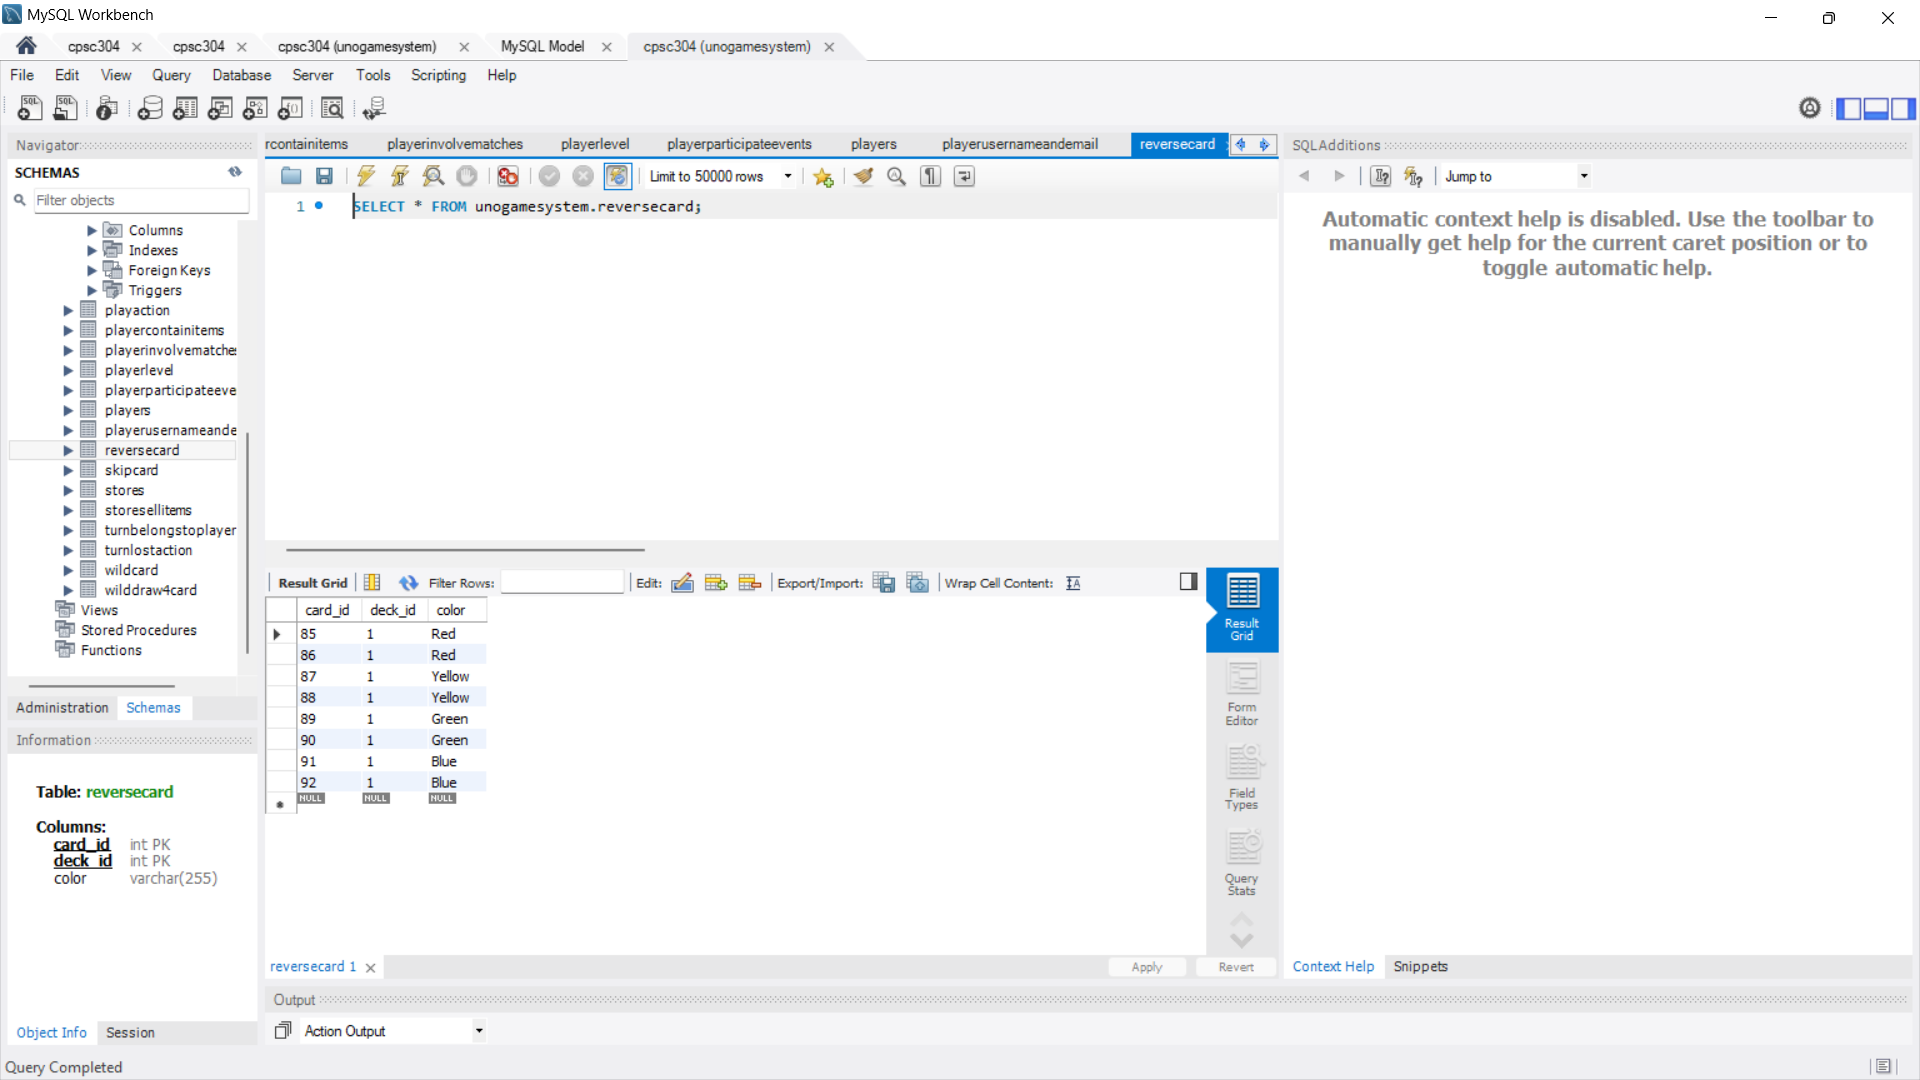 MySQL Workbench
cpsc304
cpsc304
cpsc304 (unogamesystem)
MySQL Model
cpsc304 (unogamesystem)
File Edit View Query Database Server Tools Scripting Help
Navigator
SCHEMAS
Filter objects
Columns
Indexes
Foreign Keys
Triggers
playaction
playercontainitems
playerinvolvematche
playerlevel
playerparticipateeve
players
playerusernameande
reversecard
skipcard
stores
storesellitems
turnbelongstoplayer
turnlostaction
wildcard
wilddraw4card
Views
Stored Procedures
Functions
Administration Schemas
Information
Table: reversecard
Columns:
card_id int PK
deck_id int PK
color varchar(255)
Object Info Session
rcontainitems playerinvolvematches playerlevel playerparticipateevents players playerusernameandemail reversecard
Limit to 50000 rows
1 SELECT * FROM unogamesystem.reversecard;
Result Grid Filter Rows: Edit: Export/Import: Wrap Cell Content:
card_id deck_id color
85 1 Red
86 1 Red
87 1 Yellow
88 1 Yellow
89 1 Green
90 1 Green
91 1 Blue
92 1 Blue
NULL NULL NULL
Result
Grid
Form
Editor
Field
Types
Query
Stats
reversecard 1
Apply Revert
SQLAdditions
Jump to
Automatic context help is disabled. Use the toolbar to
manually get help for the current caret position or to
toggle automatic help.
Context Help Snippets
Output
Action Output
Query Completed